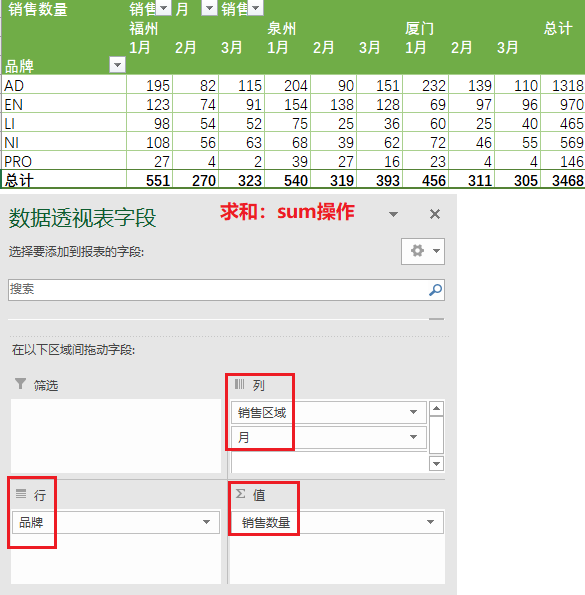 销售数量 销售 月 销售
福州 泉州 厦门 总计
1月 2月 3月 1月 2月 3月 1月 2月 3月
品牌
AD 195 82 115 204 90 151 232 139 110 1318
EN 123 74 91 154 138 128 69 97 96 970
LI 98 54 52 75 25 36 60 25 40 465
NI 108 56 63 68 39 62 72 46 55 569
PRO 27 4 2 39 27 16 23 4 4 146
总计 551 270 323 540 319 393 456 311 305 3468
数据透视表字段 求和：sum操作
选择要添加到报表的字段:
搜索
在以下区域间拖动字段:
筛选 列
销售区域
月
行 Σ 值
品牌 销售数量